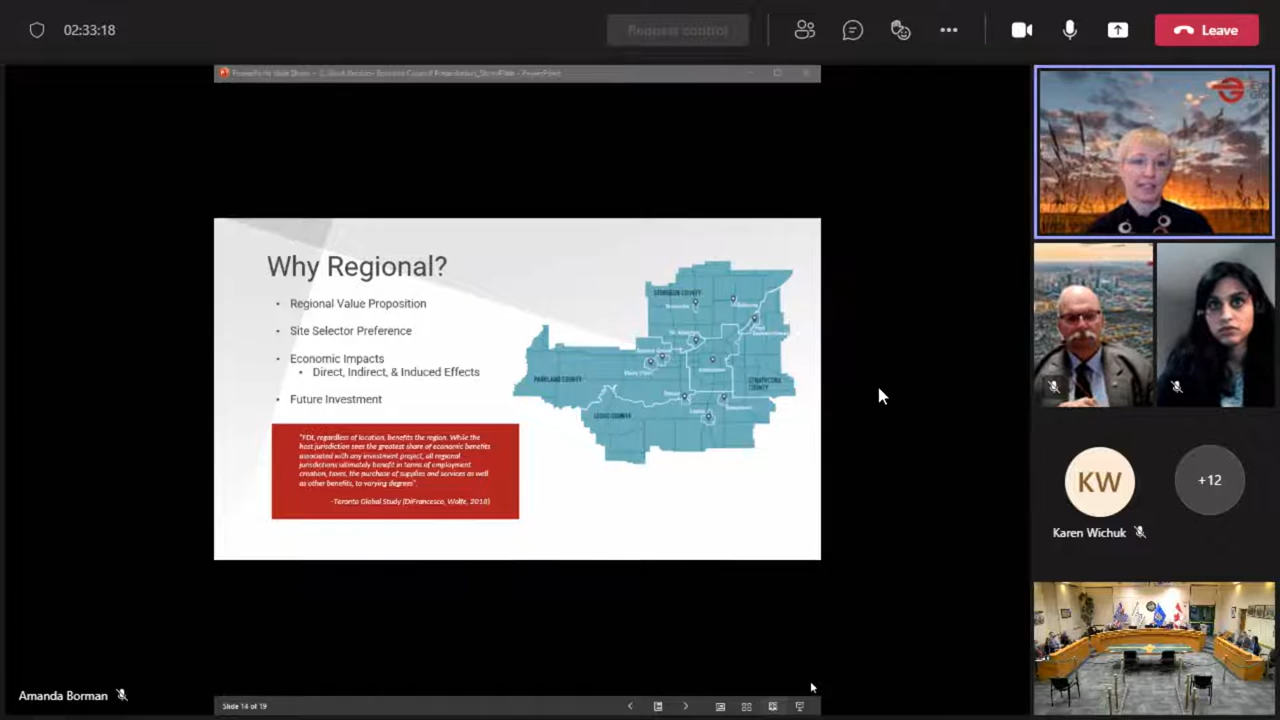 02:33:18
Request control
Leave
Why Regional?
• Regional Value Proposition
• Site Selector Preference
• Economic Impacts
• Direct, Indirect, & Induced Effects
• Future Investment
"FDI, regardless of location, benefits the region. While the
host jurisdiction sees the greatest share of economic benefits
associated with any investment project, all regional
jurisdictions ultimately benefit in terms of employment
creation, taxes, the purchase of supplies and services as well
as other benefits, to varying degrees".
-Toronto Global Study (DiFrancesco, Wolfe, 2018)
STURGEON COUNTY
PARKLAND COUNTY
STRATHCONA
COUNTY
LEDUC COUNTY
KW
+12
Karen Wichuk
Amanda Borman
Slide 14 of 19